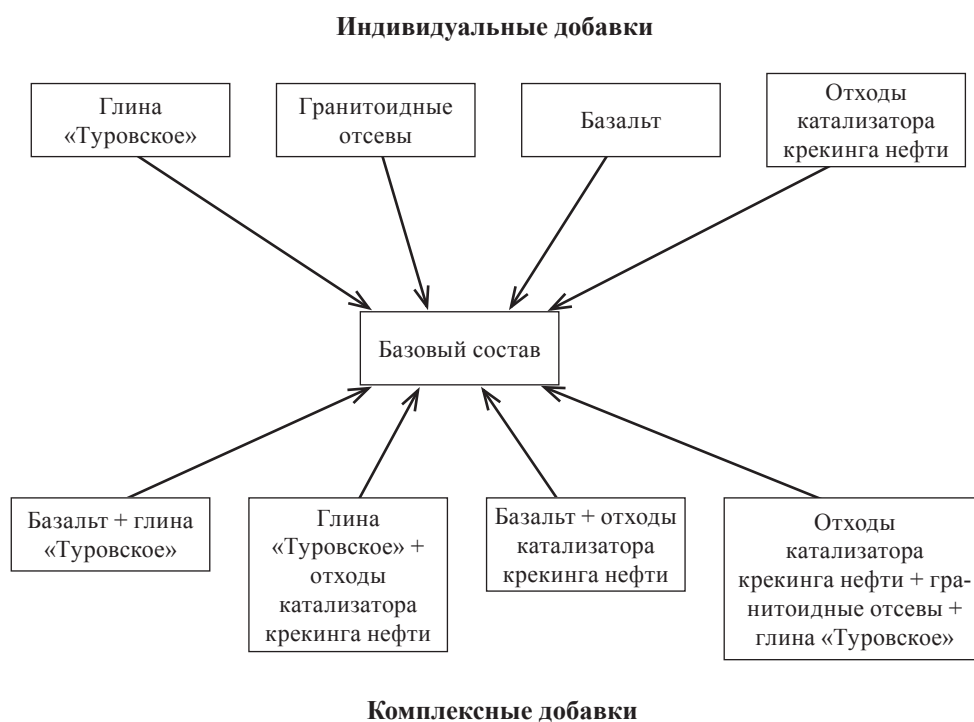 Индивидуальные добавки
Глина
«Туровское»
Гранитоидные
отсевы
Базальт
Отходы
катализатора
крекинга нефти
Базовый состав
Базальт + глина
«Туровское»
Глина
«Туровское» +
отходы
катализатора
крекинга нефти
Базальт + отходы
катализатора
крекинга нефти
Отходы
катализатора
крекинга нефти + гра-
нитоидные отсевы +
глина «Туровское»
Комплексные добавки